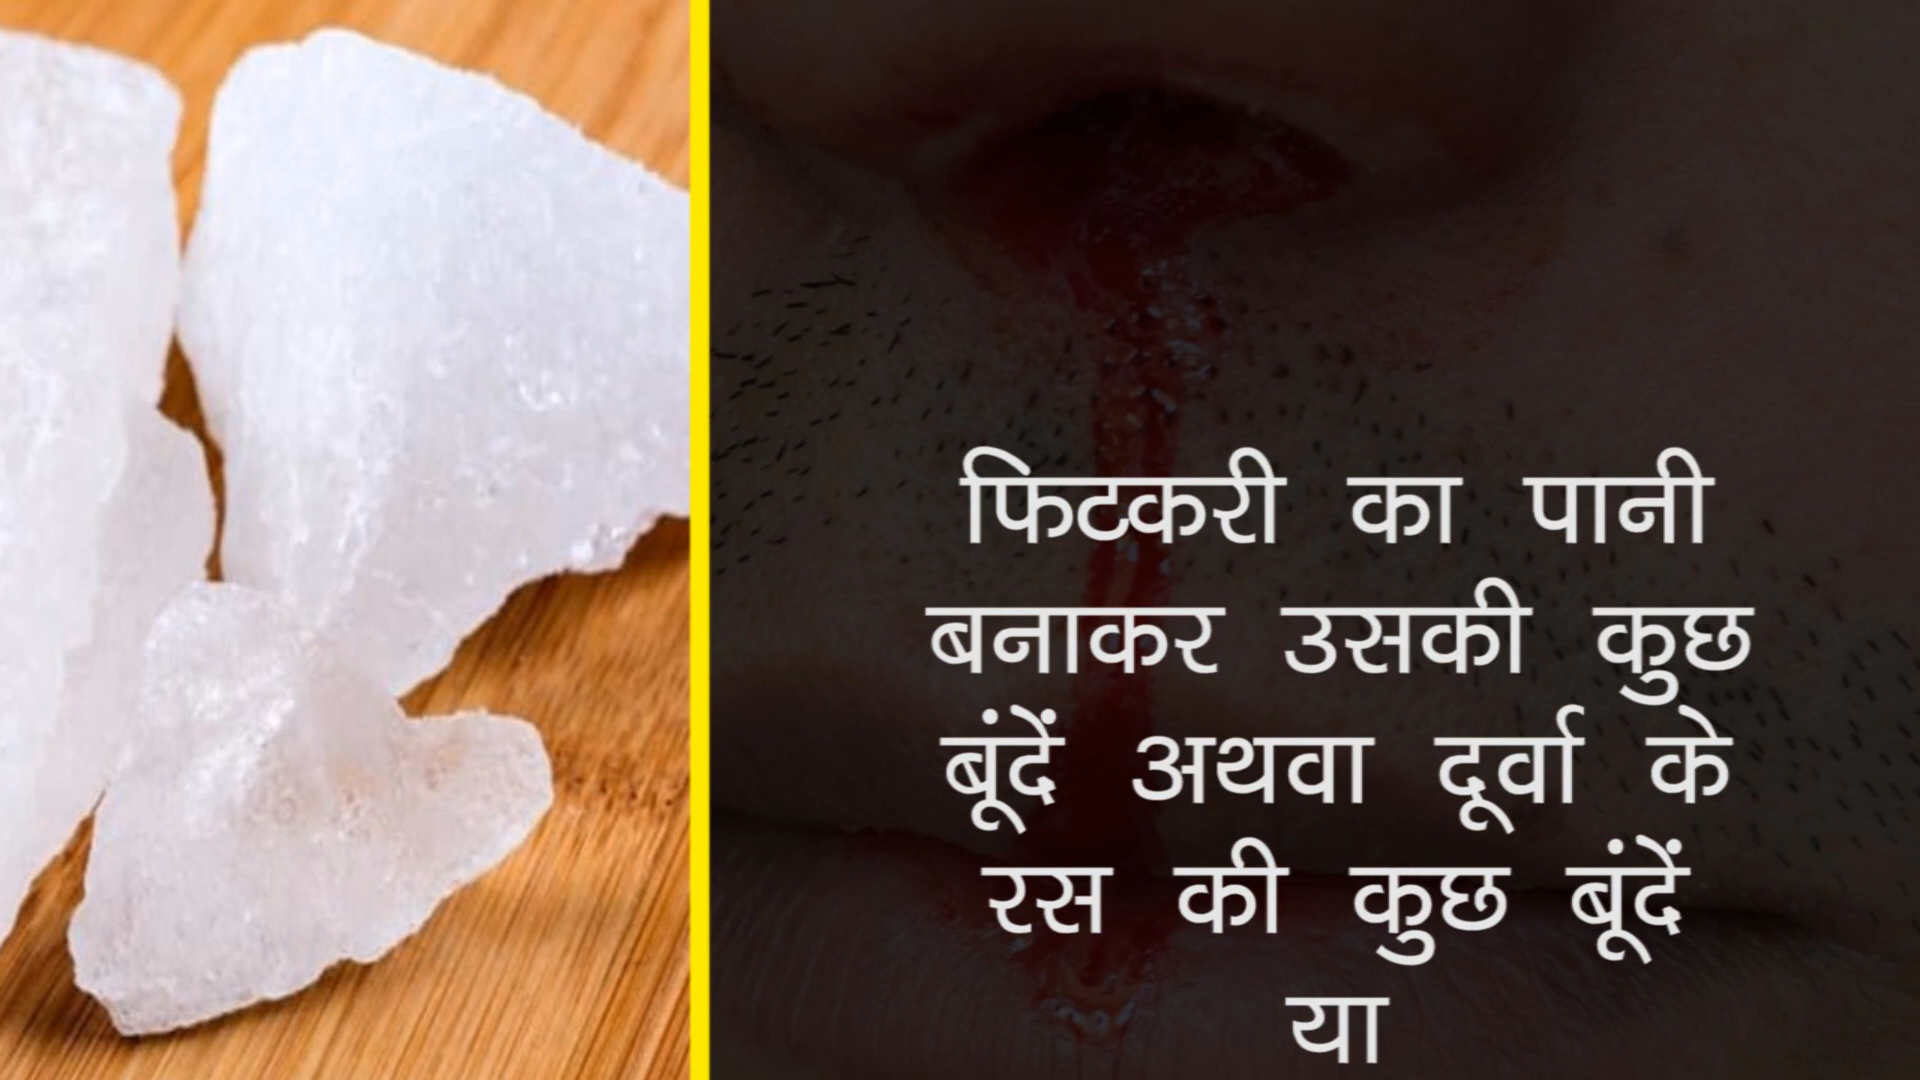 फिटकरी का पानी
बनाकर उसकी कुछ
बूंदें अथवा दूर्वा के
रस की कुछ बूंदें
या